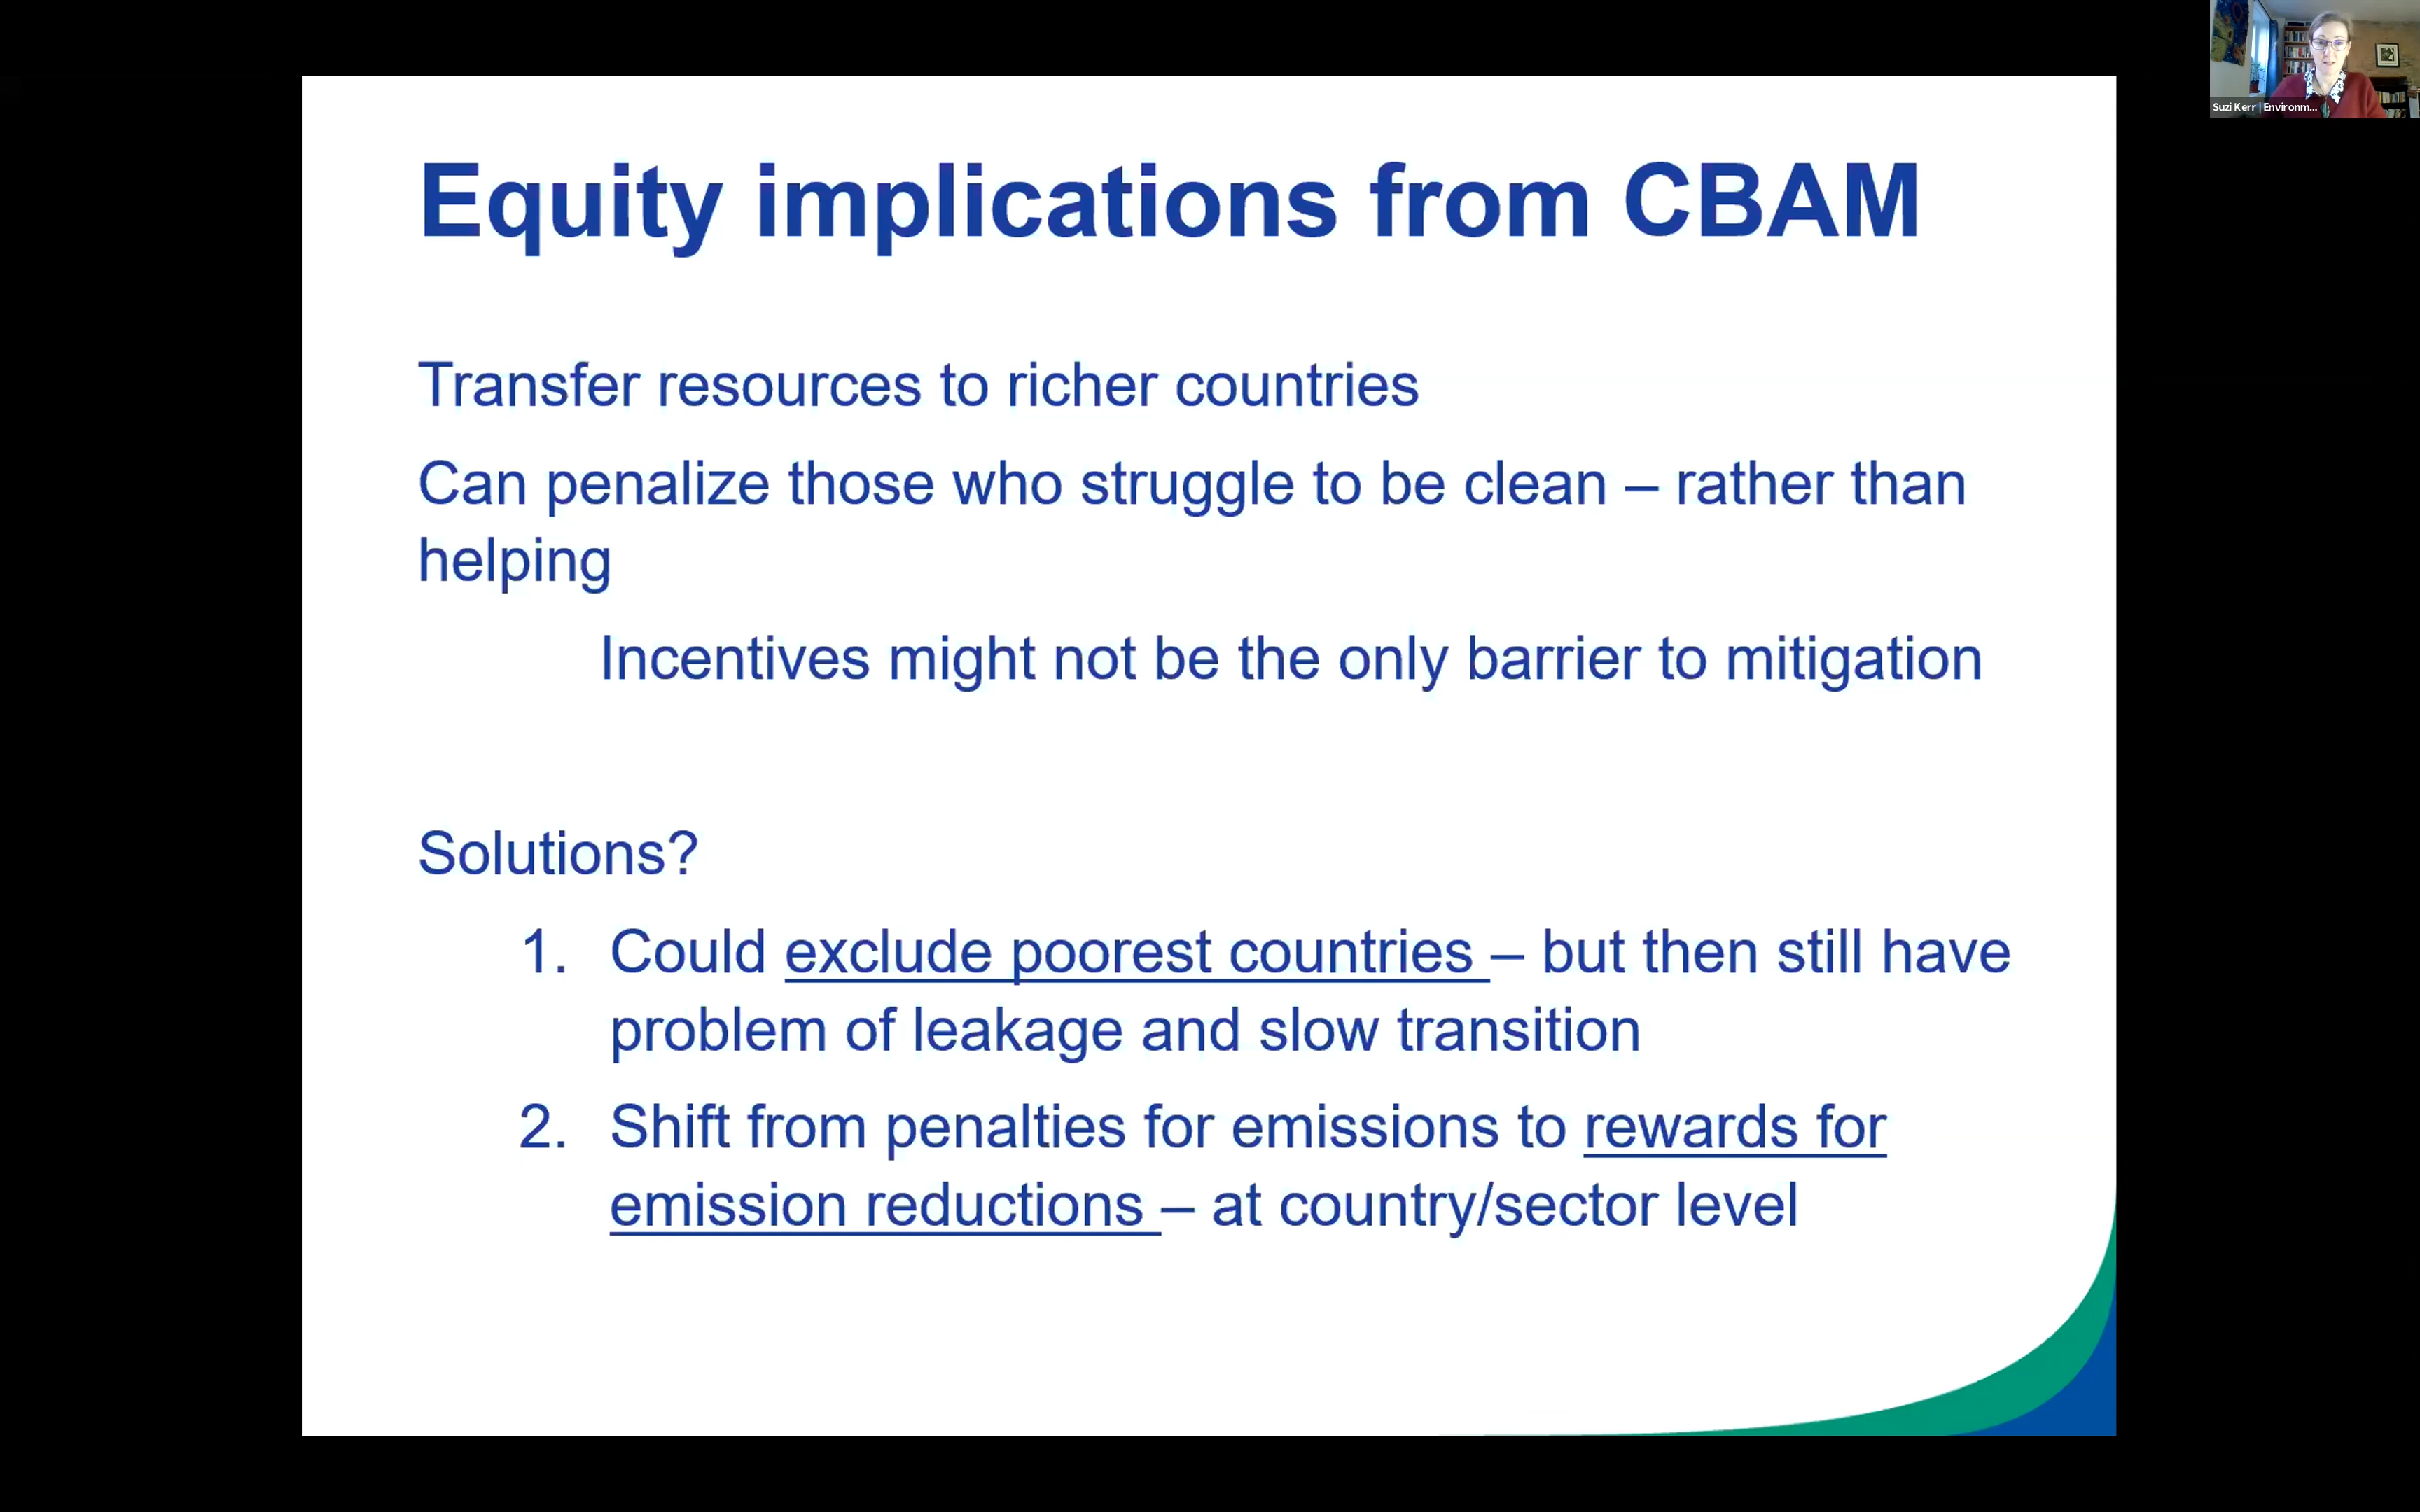 Equity implications from CBAM
Transfer resources to richer countries
Can penalize those who struggle to be clean – rather than
helping
Incentives might not be the only barrier to mitigation
Solutions?
1. Could exclude poorest countries – but then still have
problem of leakage and slow transition
2. Shift from penalties for emissions to rewards for
emission reductions – at country/sector level
Suzi Kerr | Environm...